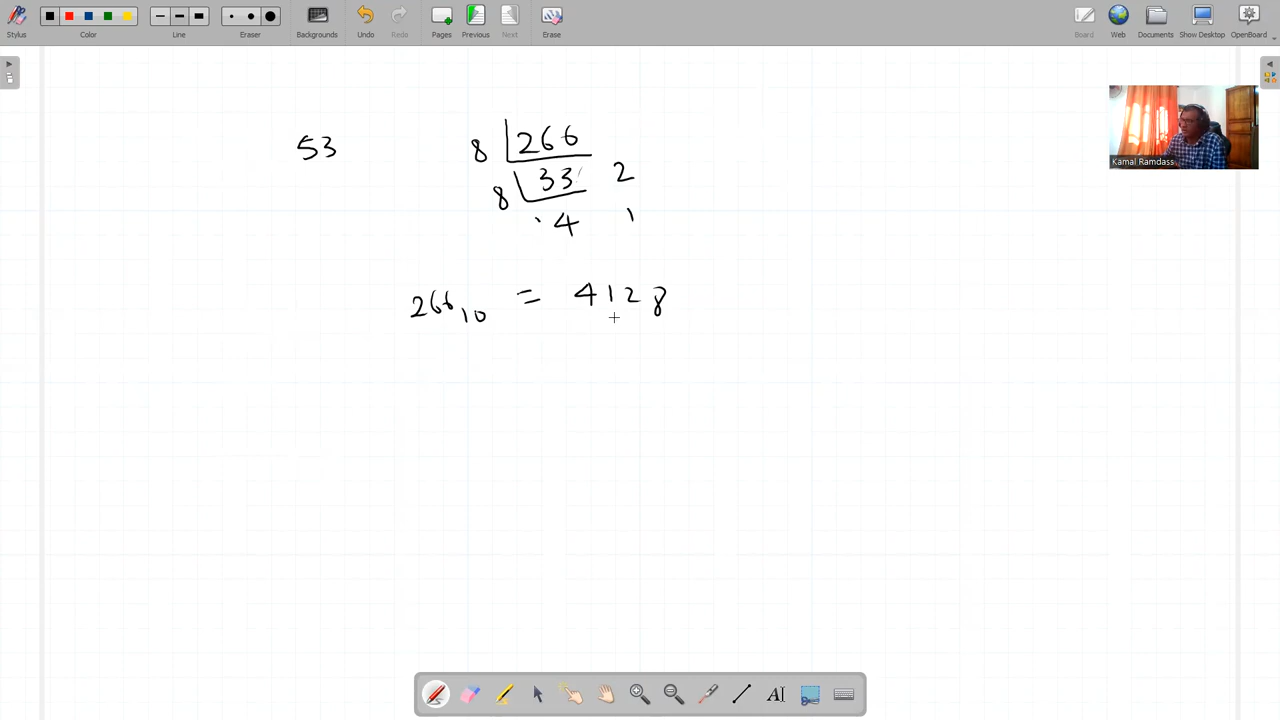 Stylus Color Line Eraser Backgrounds Undo Redo Pages Previous Next Erase Board Web Documents Show Desktop OpenBoard
Kamal Ramdass
53
8 266
8 33 2
4 1
266₁₀ = 412₈
AI